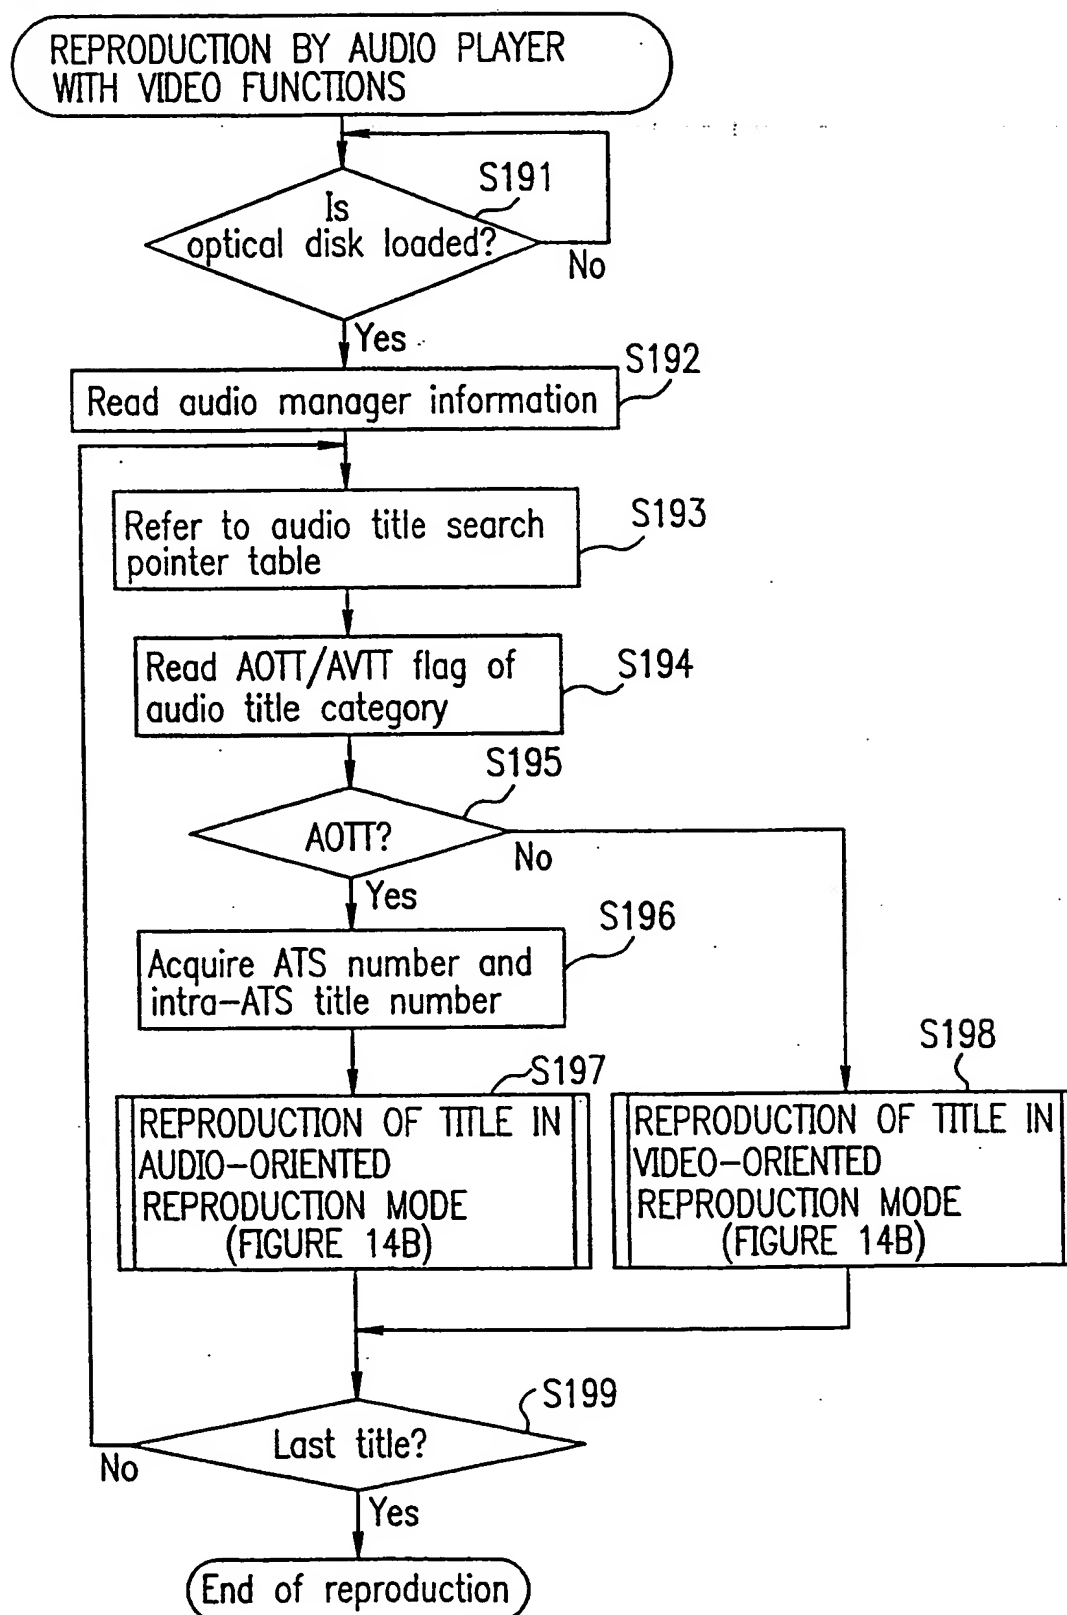 REPRODUCTION BY AUDIO PLAYER
WITH VIDEO FUNCTIONS
S191
Is
optical disk loaded?
No
Yes
S192
Read audio manager information
S193
Refer to audio title search
pointer table
S194
Read AOTT/AVTT flag of
audio title category
S195
AOTT?
No
Yes
S196
Acquire ATS number and
intra-ATS title number
S197
REPRODUCTION OF TITLE IN
AUDIO-ORIENTED
REPRODUCTION MODE
(FIGURE 14B)
S198
REPRODUCTION OF TITLE IN
VIDEO-ORIENTED
REPRODUCTION MODE
(FIGURE 14B)
S199
Last title?
No
Yes
End of reproduction